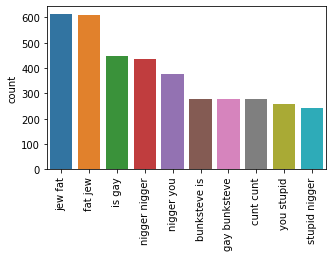 count
600
500
400
300
200
100
0
jew fat
fat jew
is gay
nigger nigger
nigger you
bunksteve is
gay bunksteve
cunt cunt
you stupid
stupid nigger